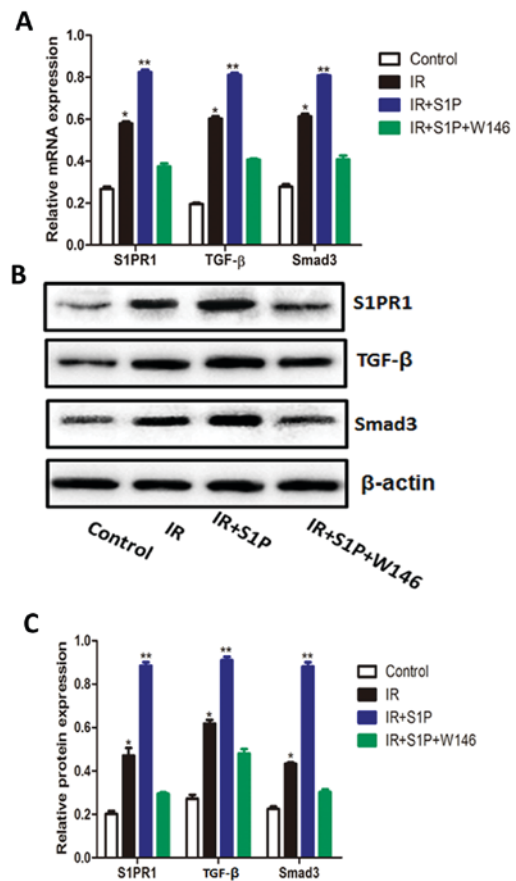 A
Relative mRNA expression
1.0
0.8
0.6
0.4
0.2
0.0
* ** * ** * **
S1PR1 TGF-β Smad3
Control
IR
IR+S1P
IR+S1P+W146
B
S1PR1
TGF-β
Smad3
β-actin
Control IR IR+S1P IR+S1P+W146
C
Relative protein expression
1.0
0.8
0.6
0.4
0.2
0.0
* ** * ** * **
S1PR1 TGF-β Smad3
Control
IR
IR+S1P
IR+S1P+W146